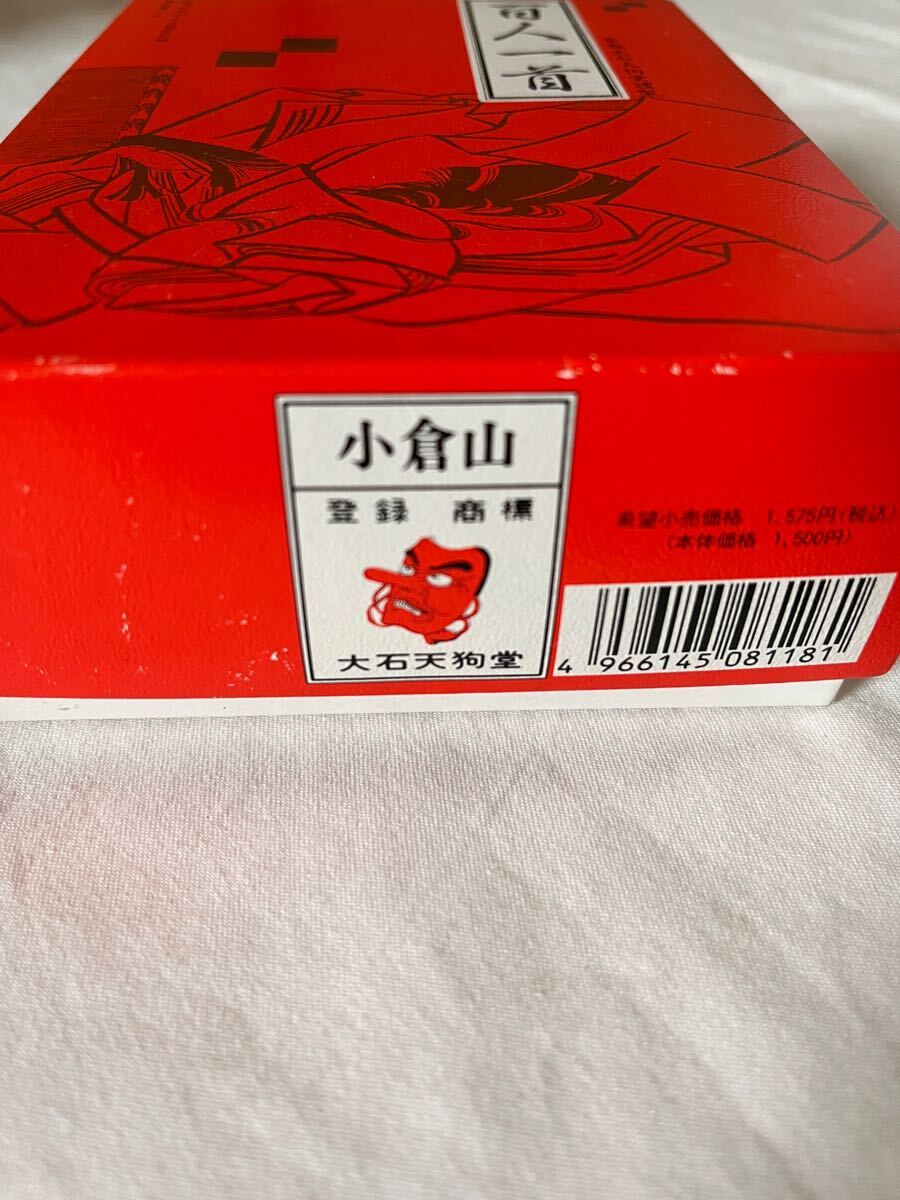 百人一首
小倉山
登録 商標
大石天狗堂
希望小売価格 1,575円(税込)
(本体価格 1,500円)
4 966145 081181